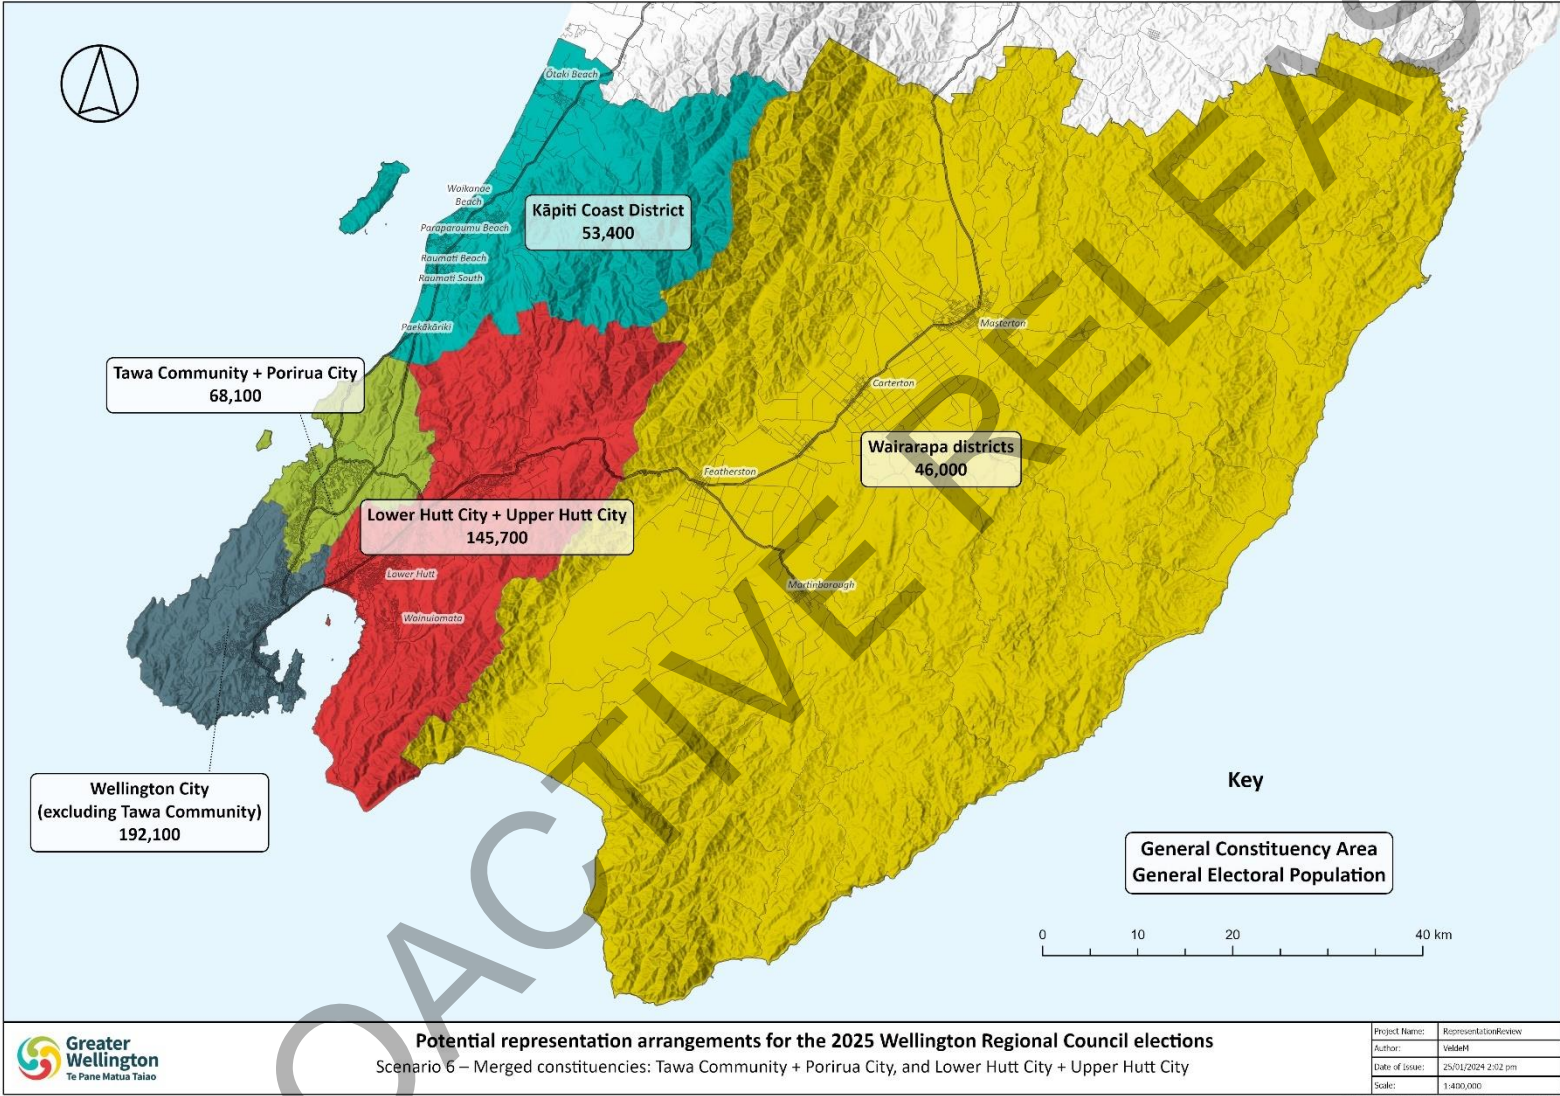 Ōtaki Beach
Waikanae
Beach
Paraparaumu Beach
Raumati Beach
Raumati South
Paekākāriki
Kāpiti Coast District
53,400
Tawa Community + Porirua City
68,100
Masterton
Carterton
Wairarapa districts
46,000
Featherston
Lower Hutt City + Upper Hutt City
145,700
Lower Hutt
Wainuiomata
Martinborough
Wellington City
(excluding Tawa Community)
192,100
Key
General Constituency Area
General Electoral Population
0 10 20 40 km
OACTIVE RELEAS
Greater
Wellington
Te Pane Matua Taiao
Potential representation arrangements for the 2025 Wellington Regional Council elections
Scenario 6 – Merged constituencies: Tawa Community + Porirua City, and Lower Hutt City + Upper Hutt City
Project Name: RepresentationReview
Author: VeldeM
Date of Issue: 25/01/2024 2:02 pm
Scale: 1:400,000